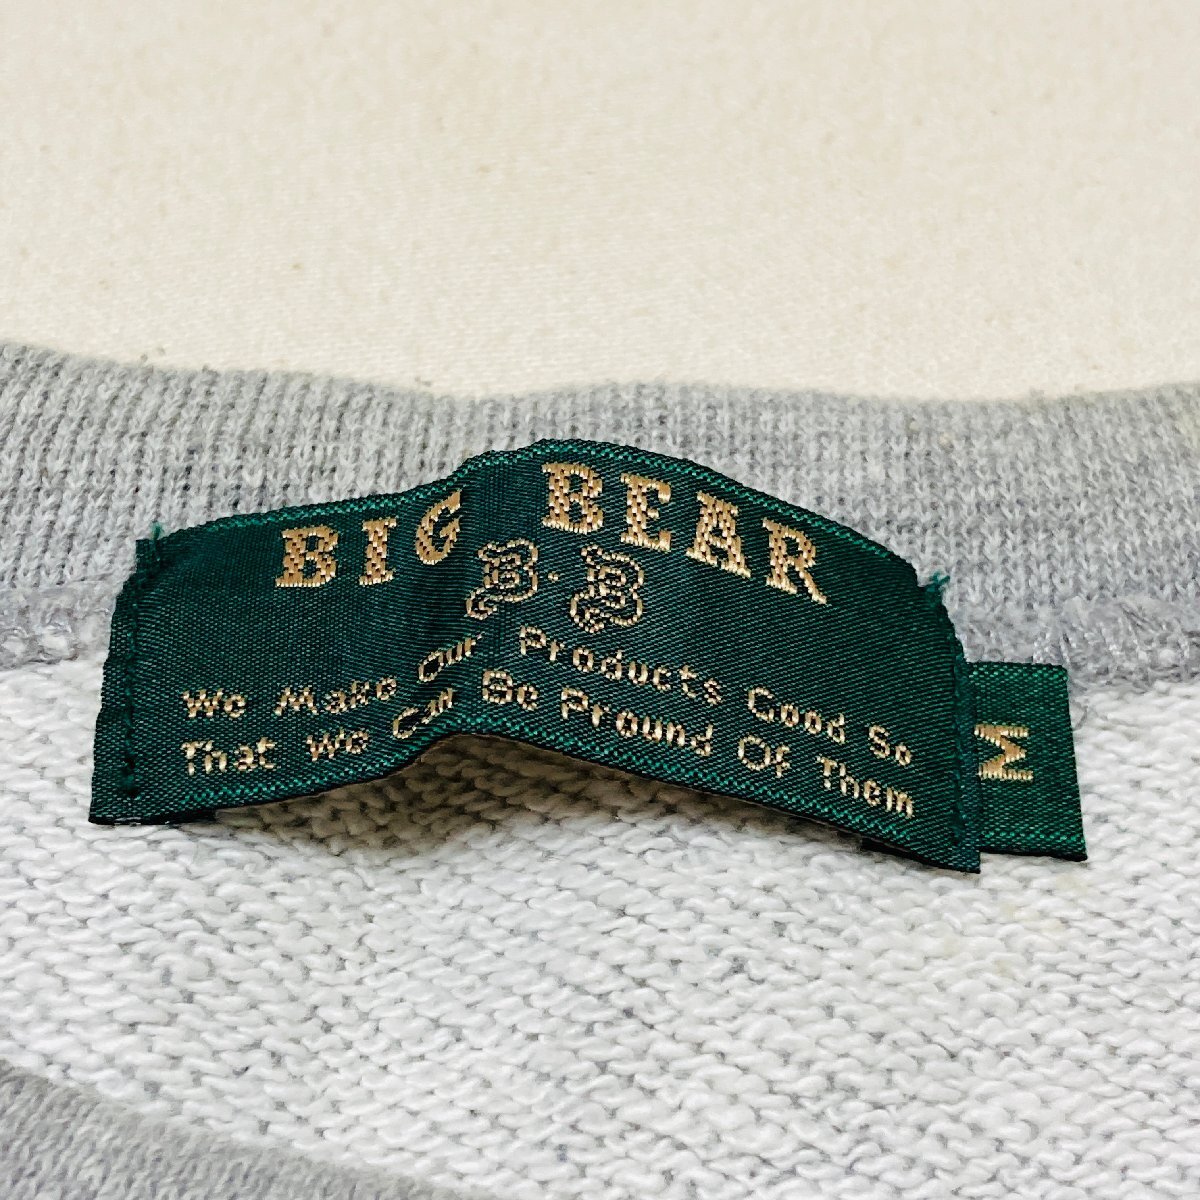 BIG BEAR
B·B
We Make Our Products Good So
That We Can Be Pround Of Them
M